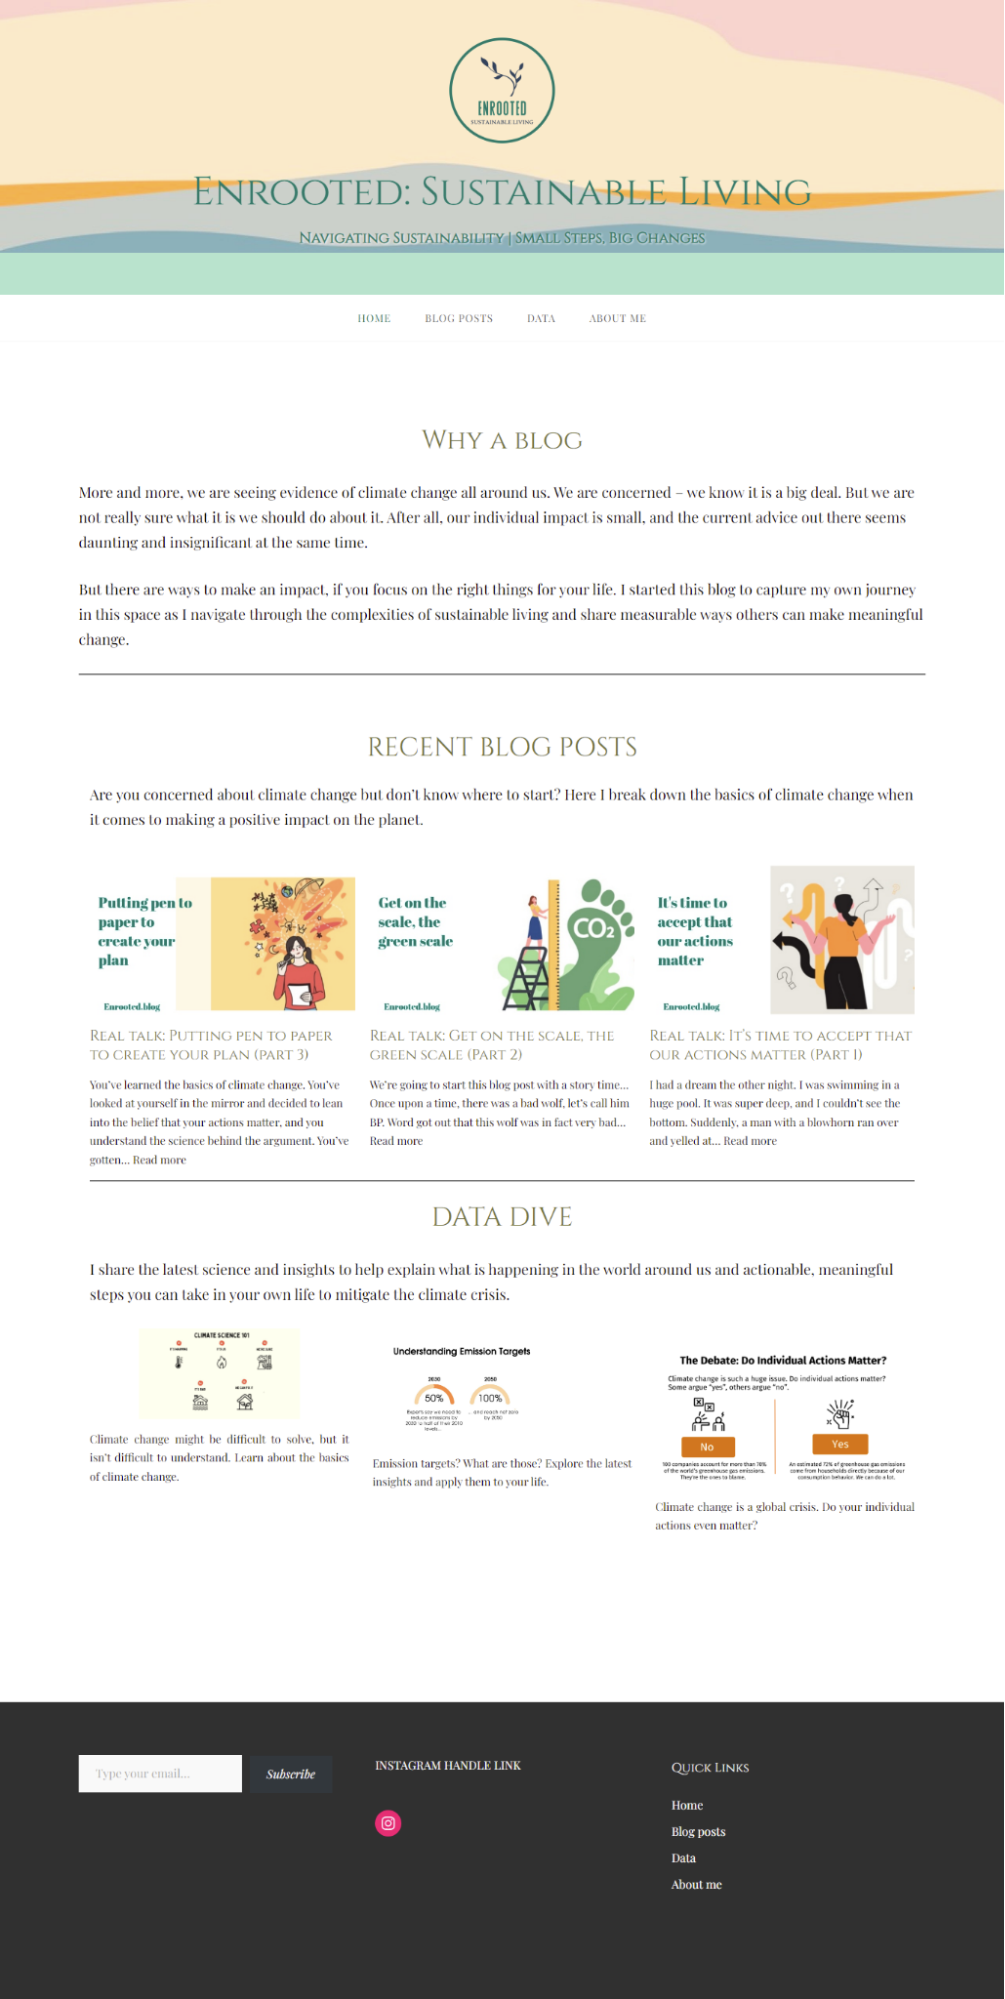 ENROOTED
SUSTAINABLE LIVING
Enrooted: Sustainable Living
Navigating Sustainability | Small Steps, Big Changes
HOME
BLOG POSTS
DATA
ABOUT ME
Why a blog
More and more, we are seeing evidence of climate change all around us. We are concerned – we know it is a big deal. But we are
not really sure what it is we should do about it. After all, our individual impact is small, and the current advice out there seems
daunting and insignificant at the same time.
But there are ways to make an impact, if you focus on the right things for your life. I started this blog to capture my own journey
in this space as I navigate through the complexities of sustainable living and share measurable ways others can make meaningful
change.
RECENT BLOG POSTS
Are you concerned about climate change but don't know where to start? Here I break down the basics of climate change when
it comes to making a positive impact on the planet.
Putting pen to
paper to
create your
plan
Enrooted.blog
Real talk: Putting pen to paper
to create your plan (part 3)
You've learned the basics of climate change. You've
looked at yourself in the mirror and decided to lean
into the belief that your actions matter, and you
understand the science behind the argument. You've
gotten... Read more
Get on the
scale, the
green scale
CO2
Enrooted.blog
Real talk: Get on the scale, the
green scale (Part 2)
We're going to start this blog post with a story time...
Once upon a time, there was a bad wolf, let's call him
BP. Word got out that this wolf was in fact very bad...
Read more
It's time to
accept that
our actions
matter
Enrooted.blog
Real talk: It's time to accept that
our actions matter (Part 1)
I had a dream the other night. I was swimming in a
huge pool. It was super deep, and I couldn't see the
bottom. Suddenly, a man with a blowhorn ran over
and yelled at... Read more
DATA DIVE
I share the latest science and insights to help explain what is happening in the world around us and actionable, meaningful
steps you can take in your own life to mitigate the climate crisis.
CLIMATE SCIENCE 101
Climate change might be difficult to solve, but it
isn't difficult to understand. Learn about the basics
of climate change.
Understanding Emission Targets
2030
50%
Experts say we need to
reduce emissions by
2030 to half of their 2010
levels...
2050
100%
... and reach net zero
by 2050
Emission targets? What are those? Explore the latest
insights and apply them to your life.
The Debate: Do Individual Actions Matter?
Climate change is such a huge issue. Do individual actions matter?
Some argue "yes", others argue "no".
No
100 companies account for more than 70%
of the world's greenhouse gas emissions.
They're the ones to blame.
Yes
An estimated 72% of greenhouse gas emissions
come from households directly because of our
consumption behavior. We can do a lot.
Climate change is a global crisis. Do your individual
actions even matter?
Type your email...
Subscribe
INSTAGRAM HANDLE LINK
Quick Links
Home
Blog posts
Data
About me